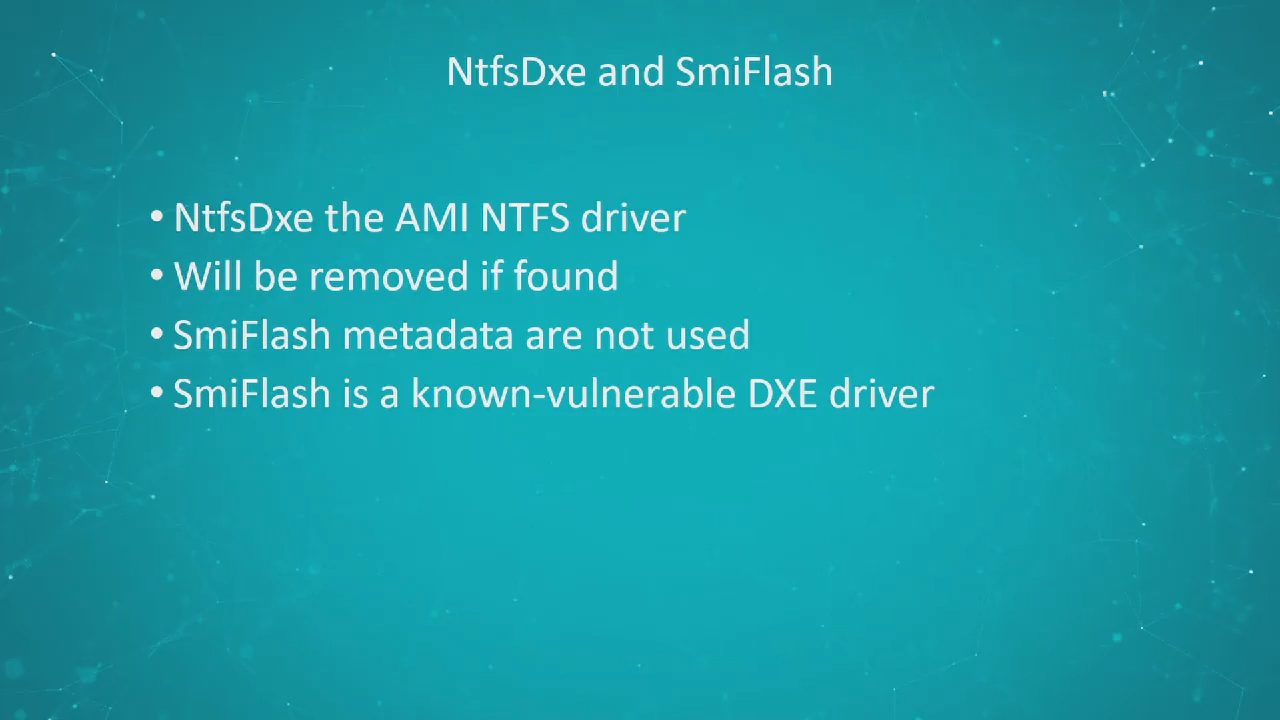 NtfsDxe and SmiFlash
• NtfsDxe the AMI NTFS driver
• Will be removed if found
• SmiFlash metadata are not used
• SmiFlash is a known-vulnerable DXE driver